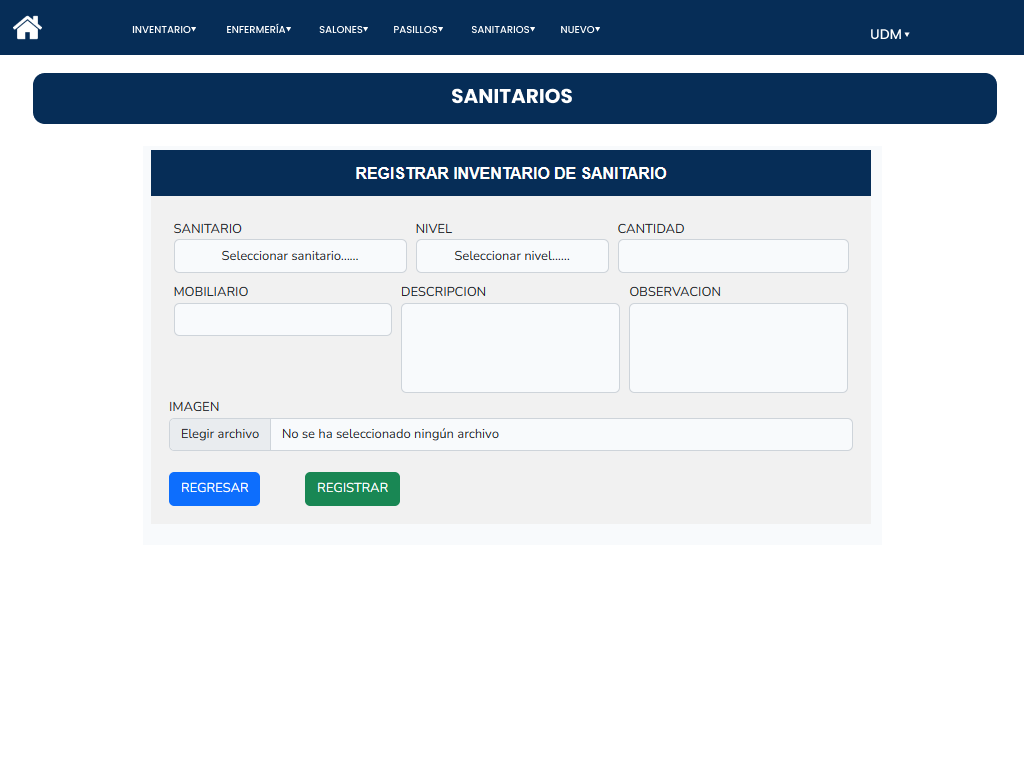 INVENTARIO▾ ENFERMERÍA▾ SALONES▾ PASILLOS▾ SANITARIOS▾ NUEVO▾ UDM ▾
SANITARIOS
REGISTRAR INVENTARIO DE SANITARIO
SANITARIO NIVEL CANTIDAD
Seleccionar sanitario...... Seleccionar nivel......
MOBILIARIO DESCRIPCION OBSERVACION
IMAGEN
Elegir archivo No se ha seleccionado ningún archivo
REGRESAR REGISTRAR